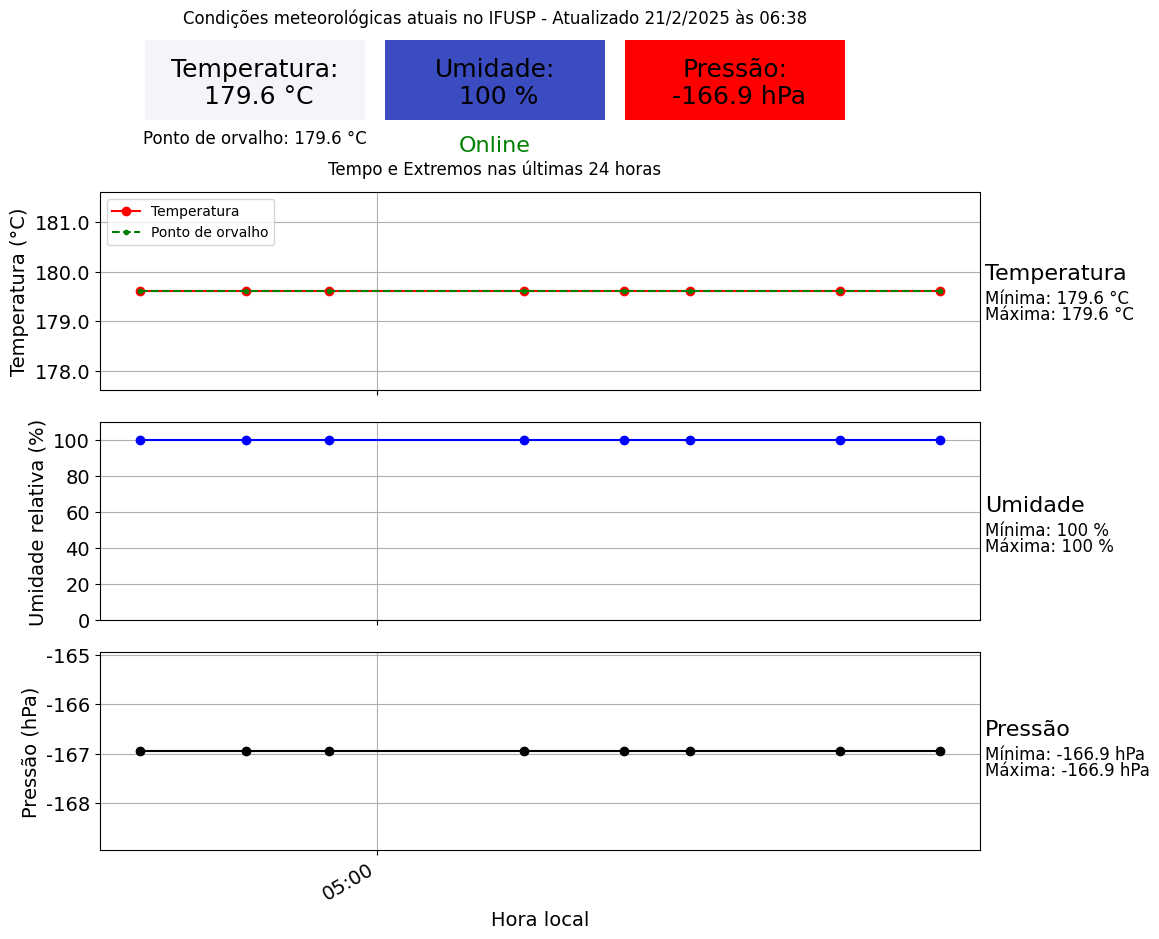 Condições meteorológicas atuais no IFUSP - Atualizado 21/2/2025 às 06:38
Temperatura:
179.6 °C
Umidade:
100 %
Pressão:
-166.9 hPa
Ponto de orvalho: 179.6 °C
Online
Tempo e Extremos nas últimas 24 horas
Temperatura (°C)
181.0
180.0
179.0
178.0
Temperatura
Ponto de orvalho
Temperatura
Mínima: 179.6 °C
Máxima: 179.6 °C
Umidade relativa (%)
100
80
60
40
20
0
Umidade
Mínima: 100 %
Máxima: 100 %
Pressão (hPa)
-165
-166
-167
-168
Pressão
Mínima: -166.9 hPa
Máxima: -166.9 hPa
05:00
Hora local